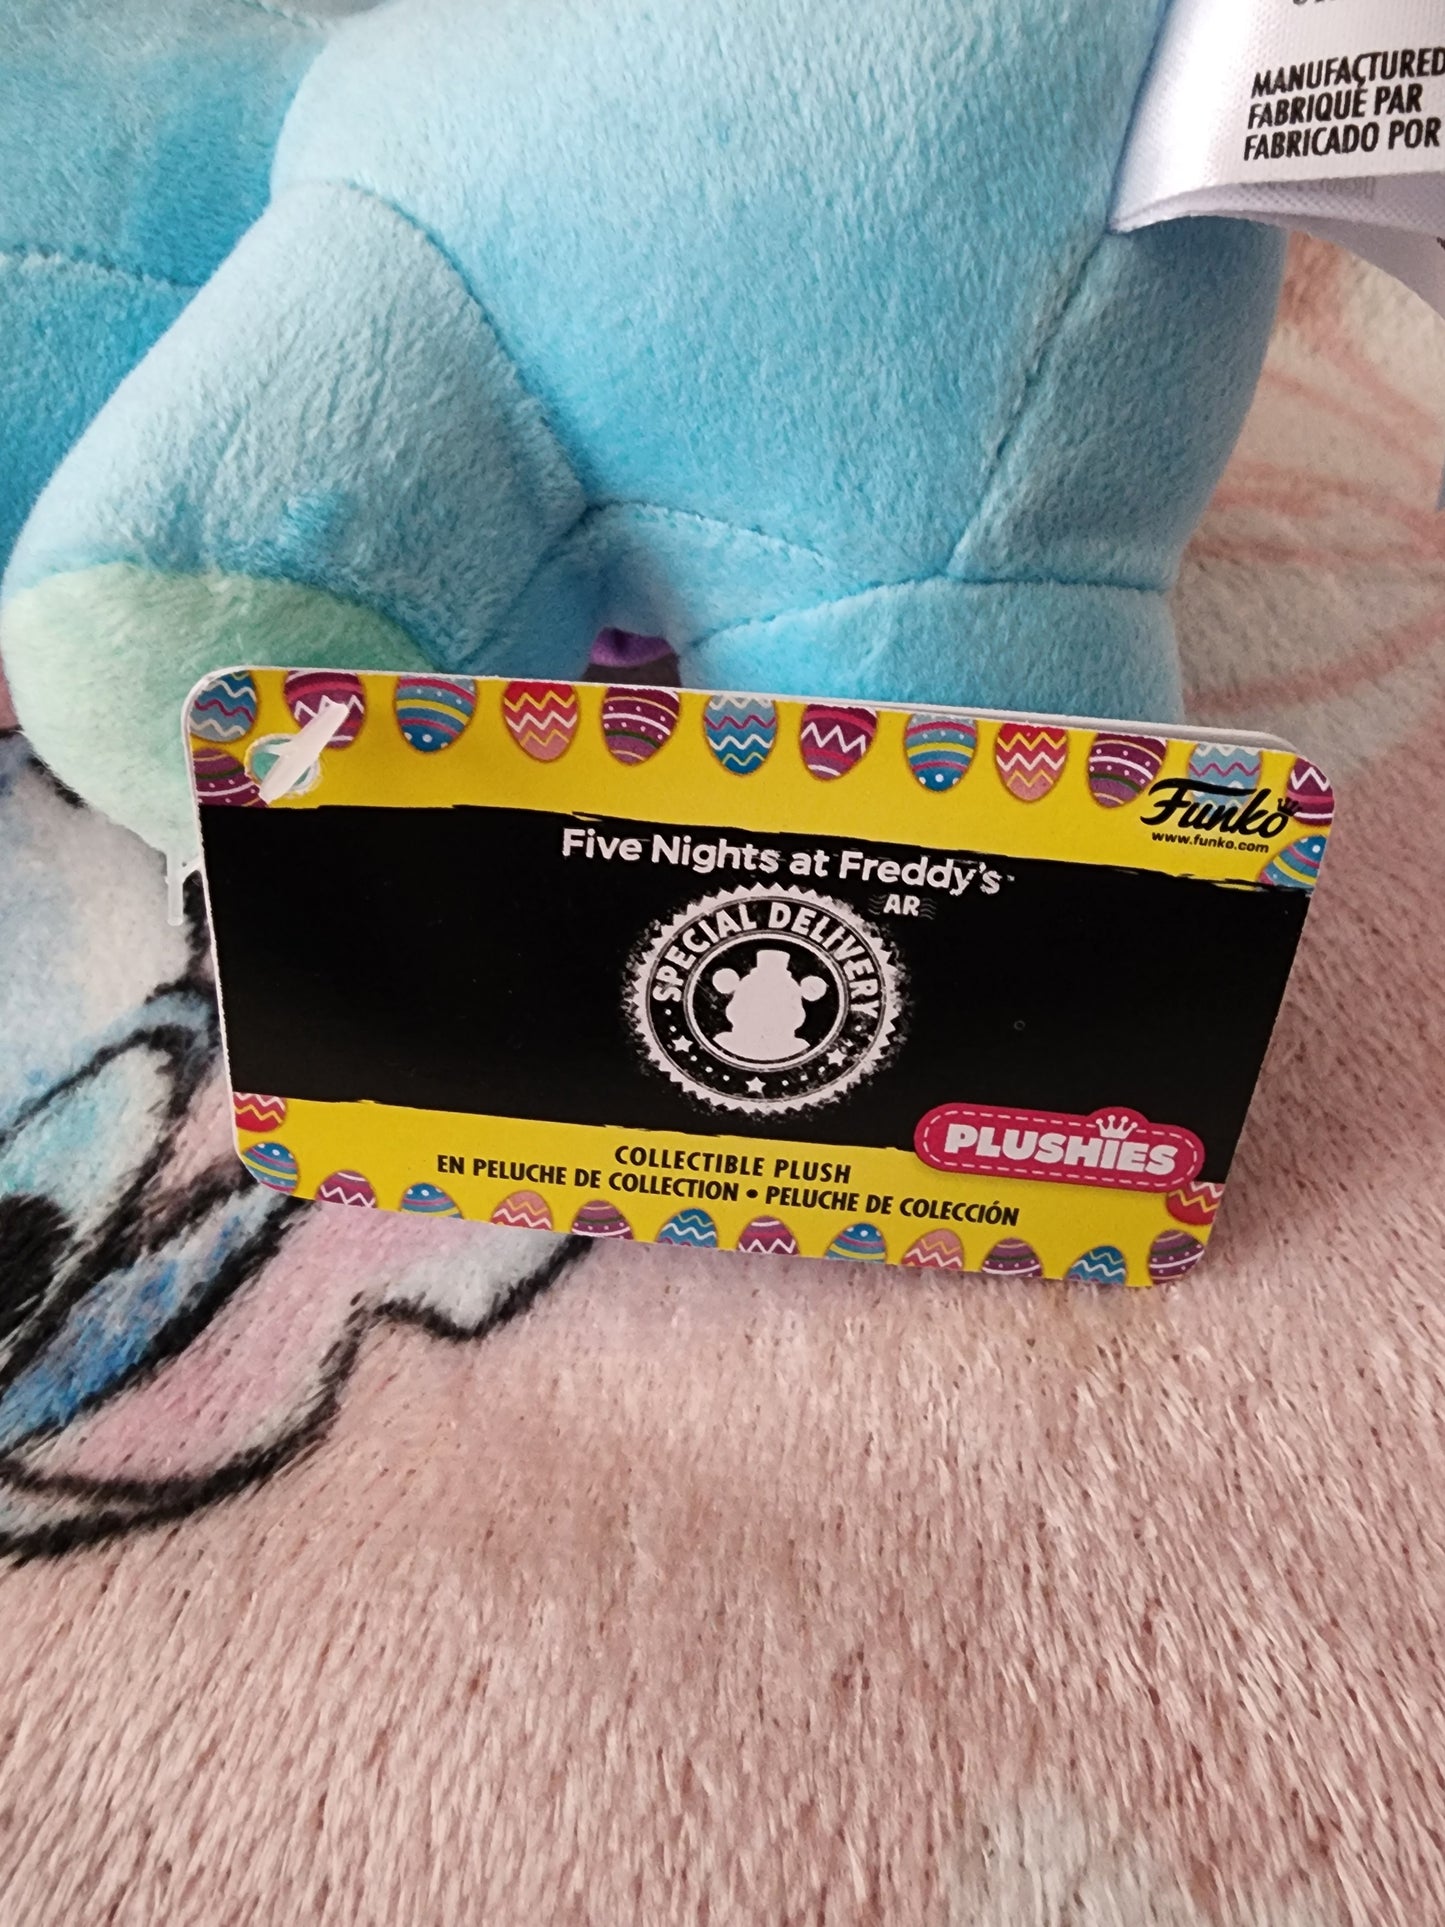 MANUFACTURED
FABRIQUÉ PAR
FABRICADO POR
Funko
www.funko.com
Five Nights at Freddy's
AR
SPECIAL DELIVERY
PLUSHIES
COLLECTIBLE PLUSH
EN PELUCHE DE COLLECTION • PELUCHE DE COLECCIÓN